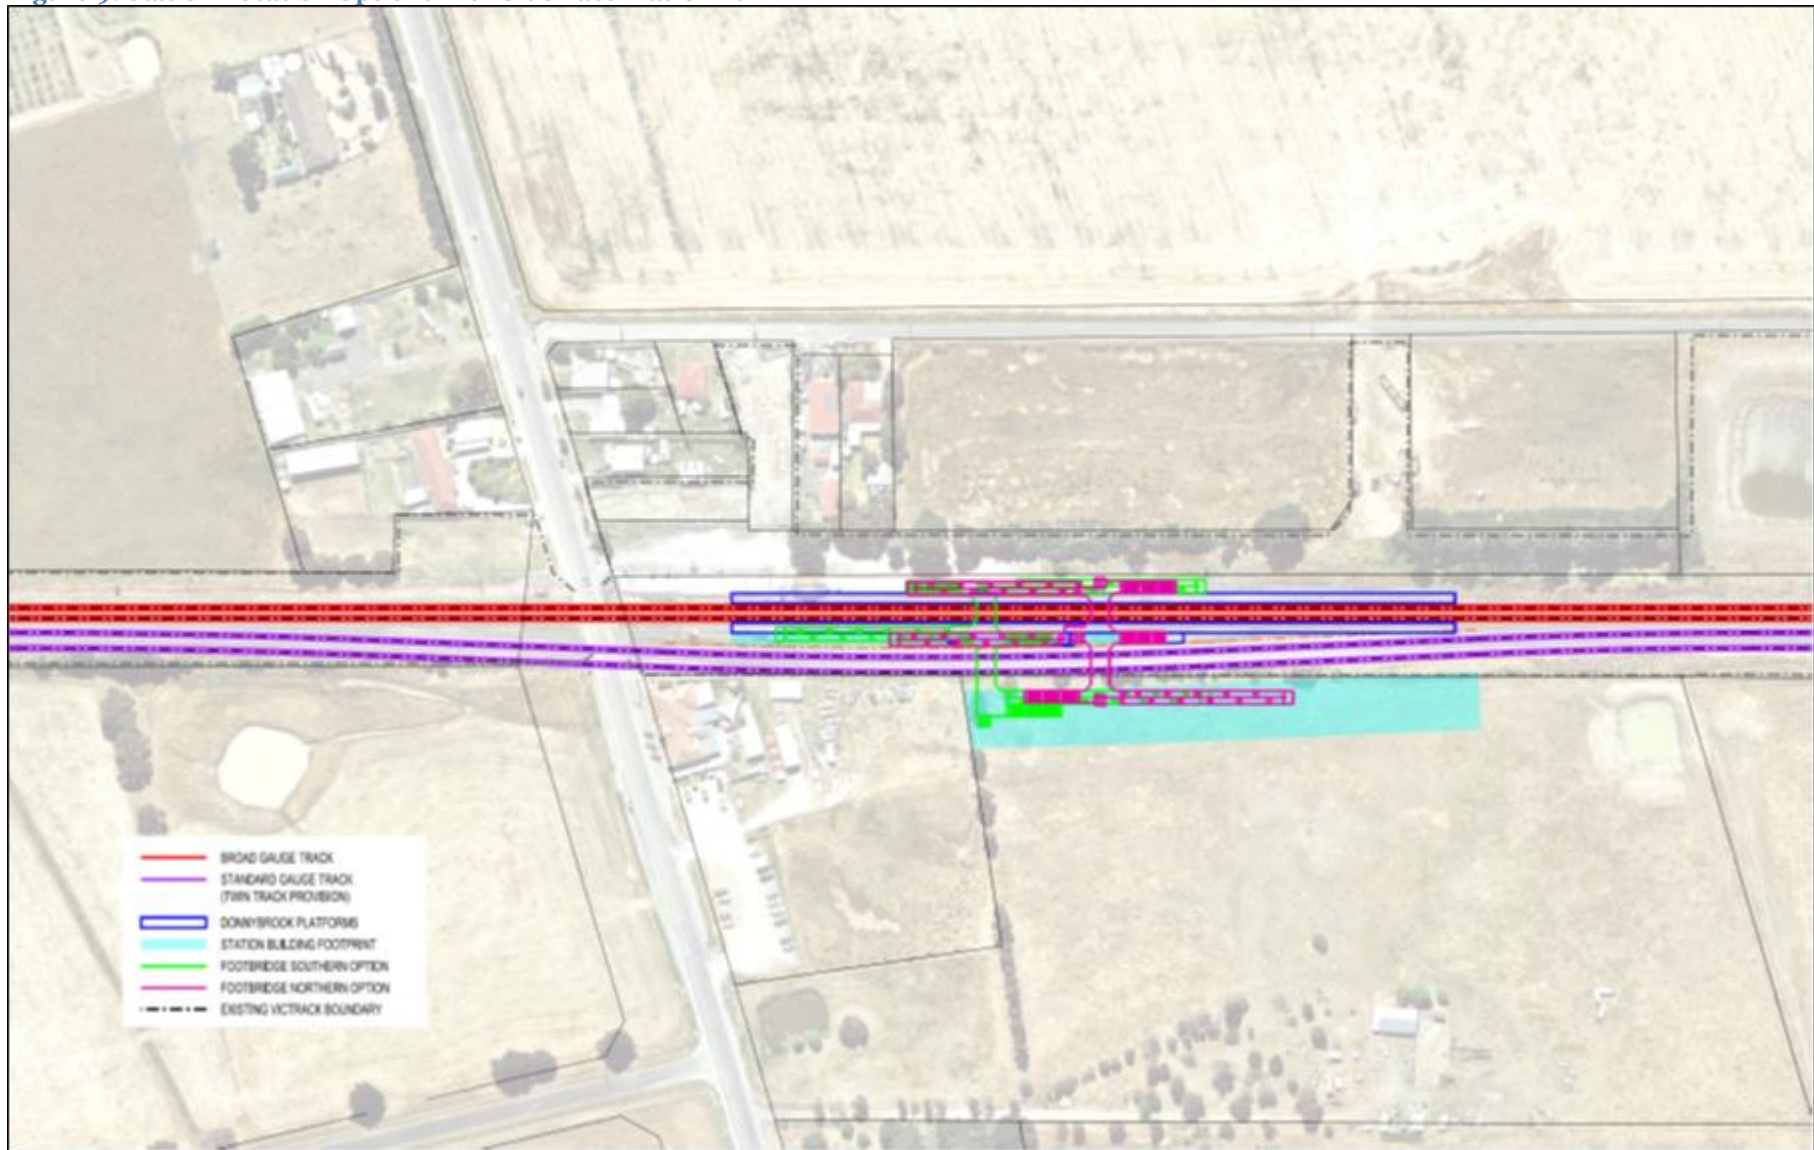 BROAD GAUGE TRACK
STANDARD GAUGE TRACK
(TWIN TRACK PROVISION)
DONNYBROOK PLATFORMS
STATION BUILDING FOOTPRINT
FOOTBRIDGE SOUTHERN OPTION
FOOTBRIDGE NORTHERN OPTION
EXISTING VICTRACK BOUNDARY